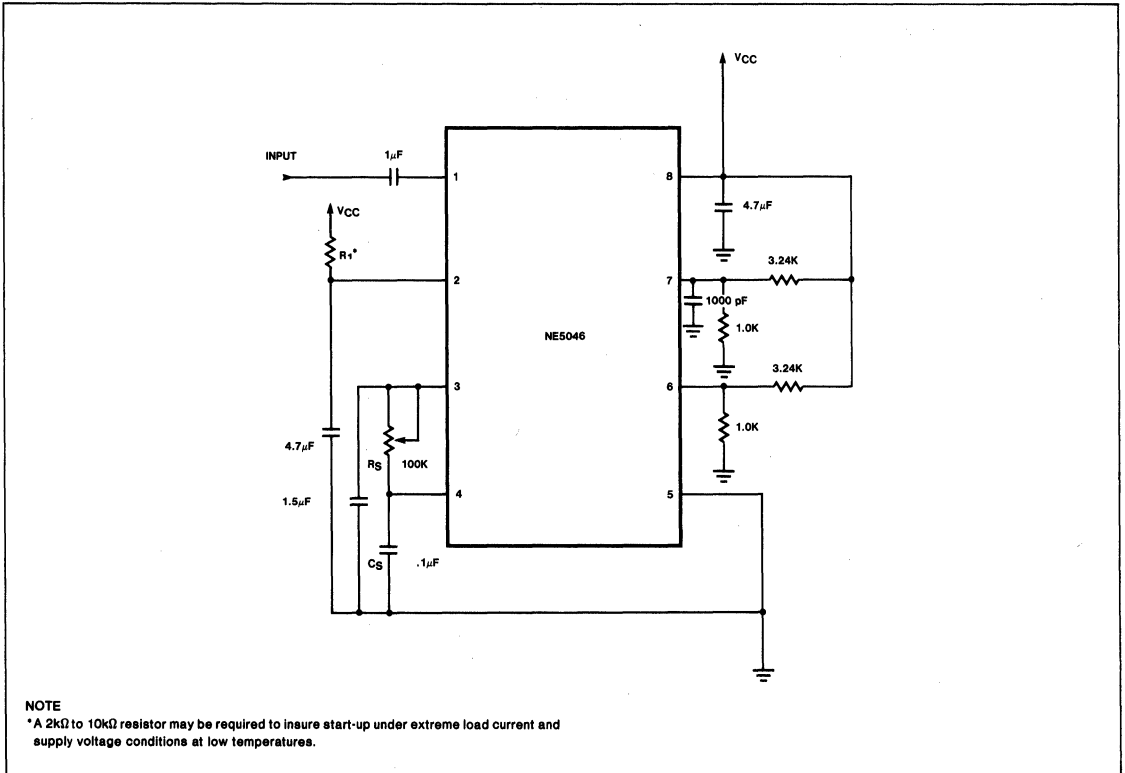 VCC
INPUT
1μF
1
8
4.7μF
VCC
R1*
2
7
3.24K
1000 pF
1.0K
NE5046
3
6
3.24K
1.0K
4.7μF
RS
100K
1.5μF
4
5
CS
.1μF
NOTE
*A 2kΩ to 10kΩ resistor may be required to insure start-up under extreme load current and
supply voltage conditions at low temperatures.